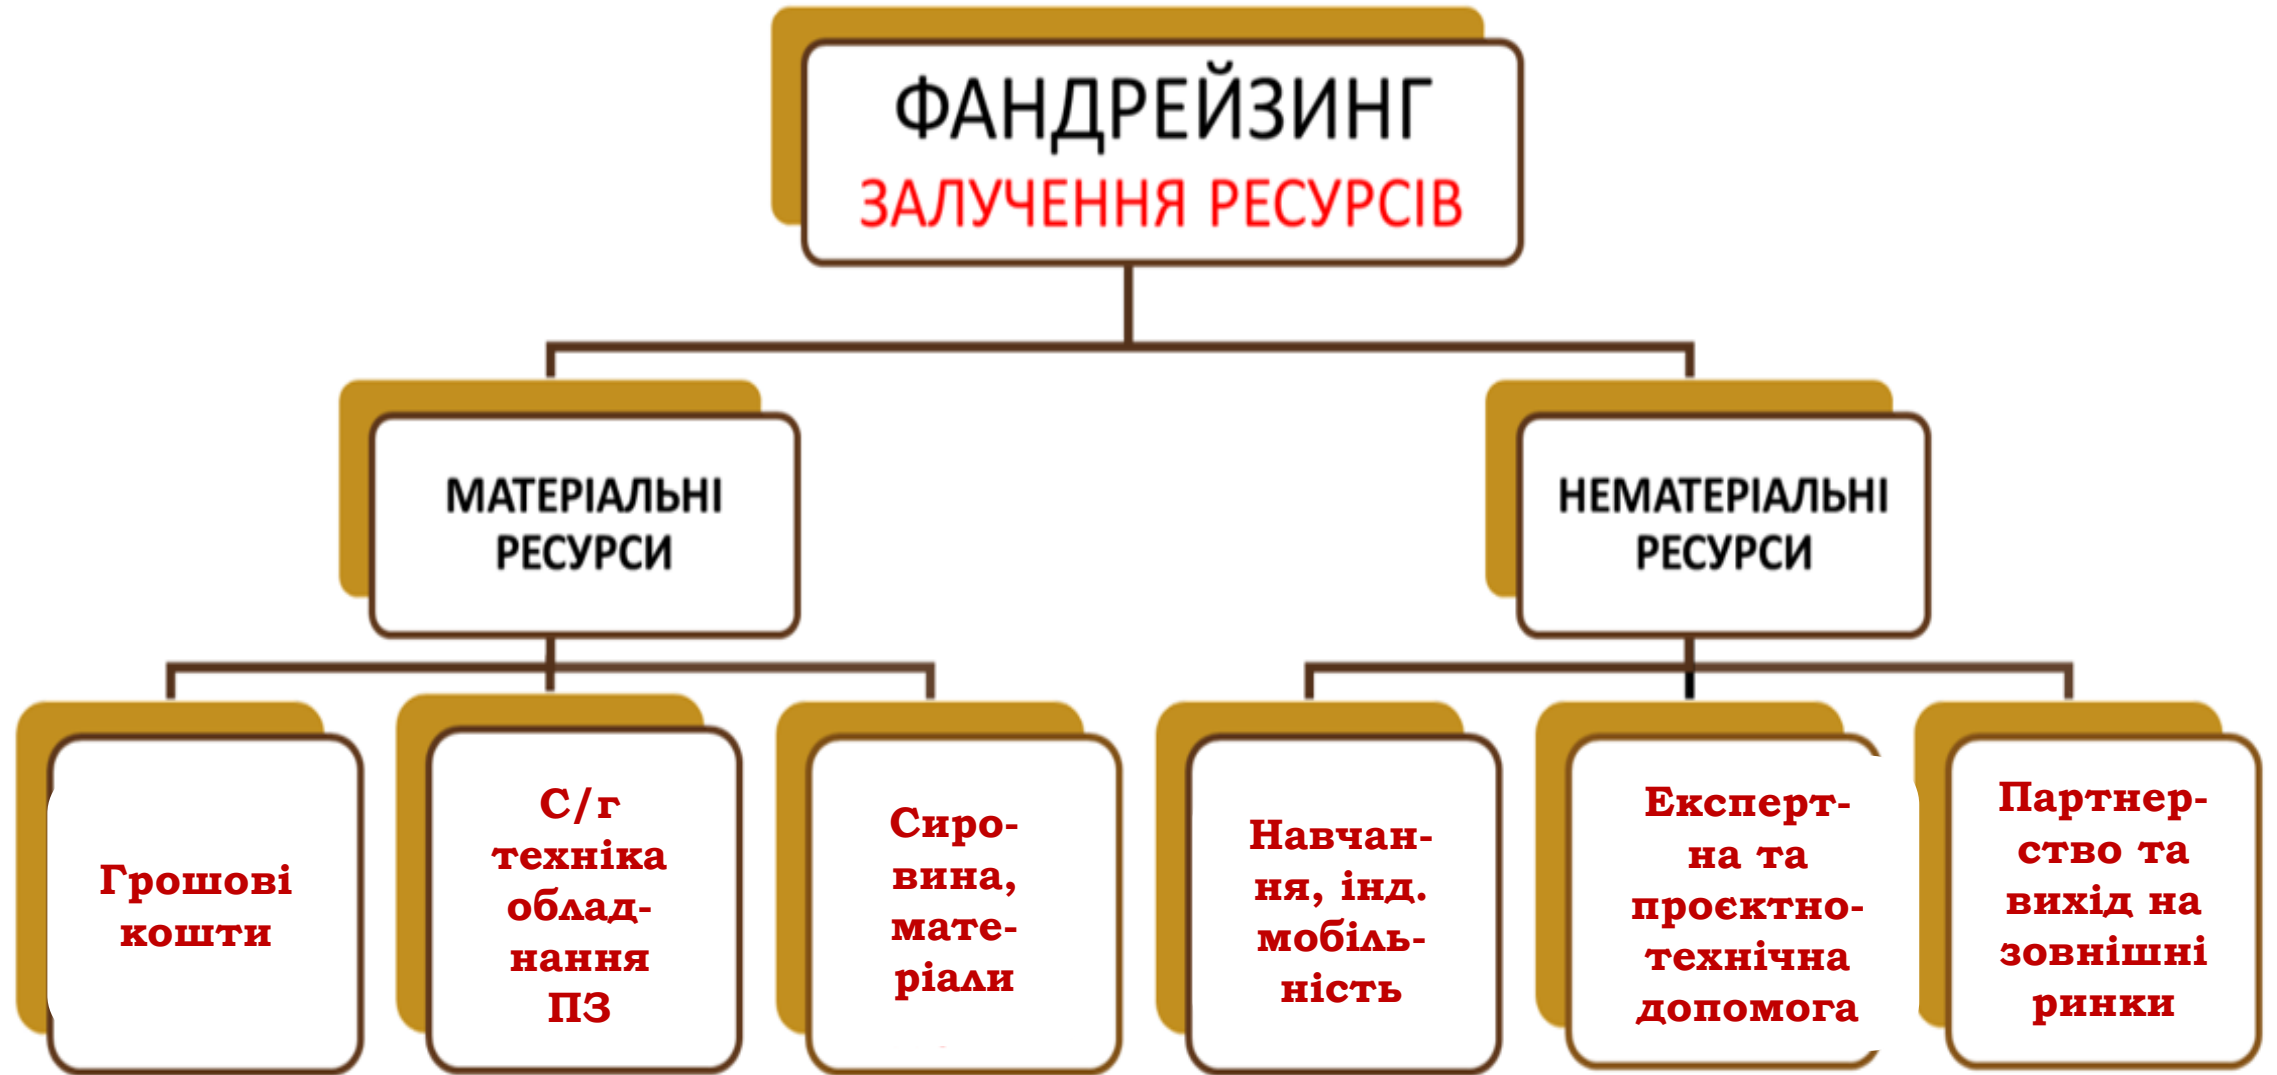 ФАНДРЕЙЗИНГ
ЗАЛУЧЕННЯ РЕСУРСІВ
МАТЕРІАЛЬНІ
РЕСУРСИ
НЕМАТЕРІАЛЬНІ
РЕСУРСИ
Грошові
кошти
С/г
техніка
облад-
нання
ПЗ
Сиро-
вина,
мате-
ріали
Навчан-
ня, інд.
мобіль-
ність
Експерт-
на та
проєктно-
технічна
допомога
Партнер-
ство та
вихід на
зовнішні
ринки